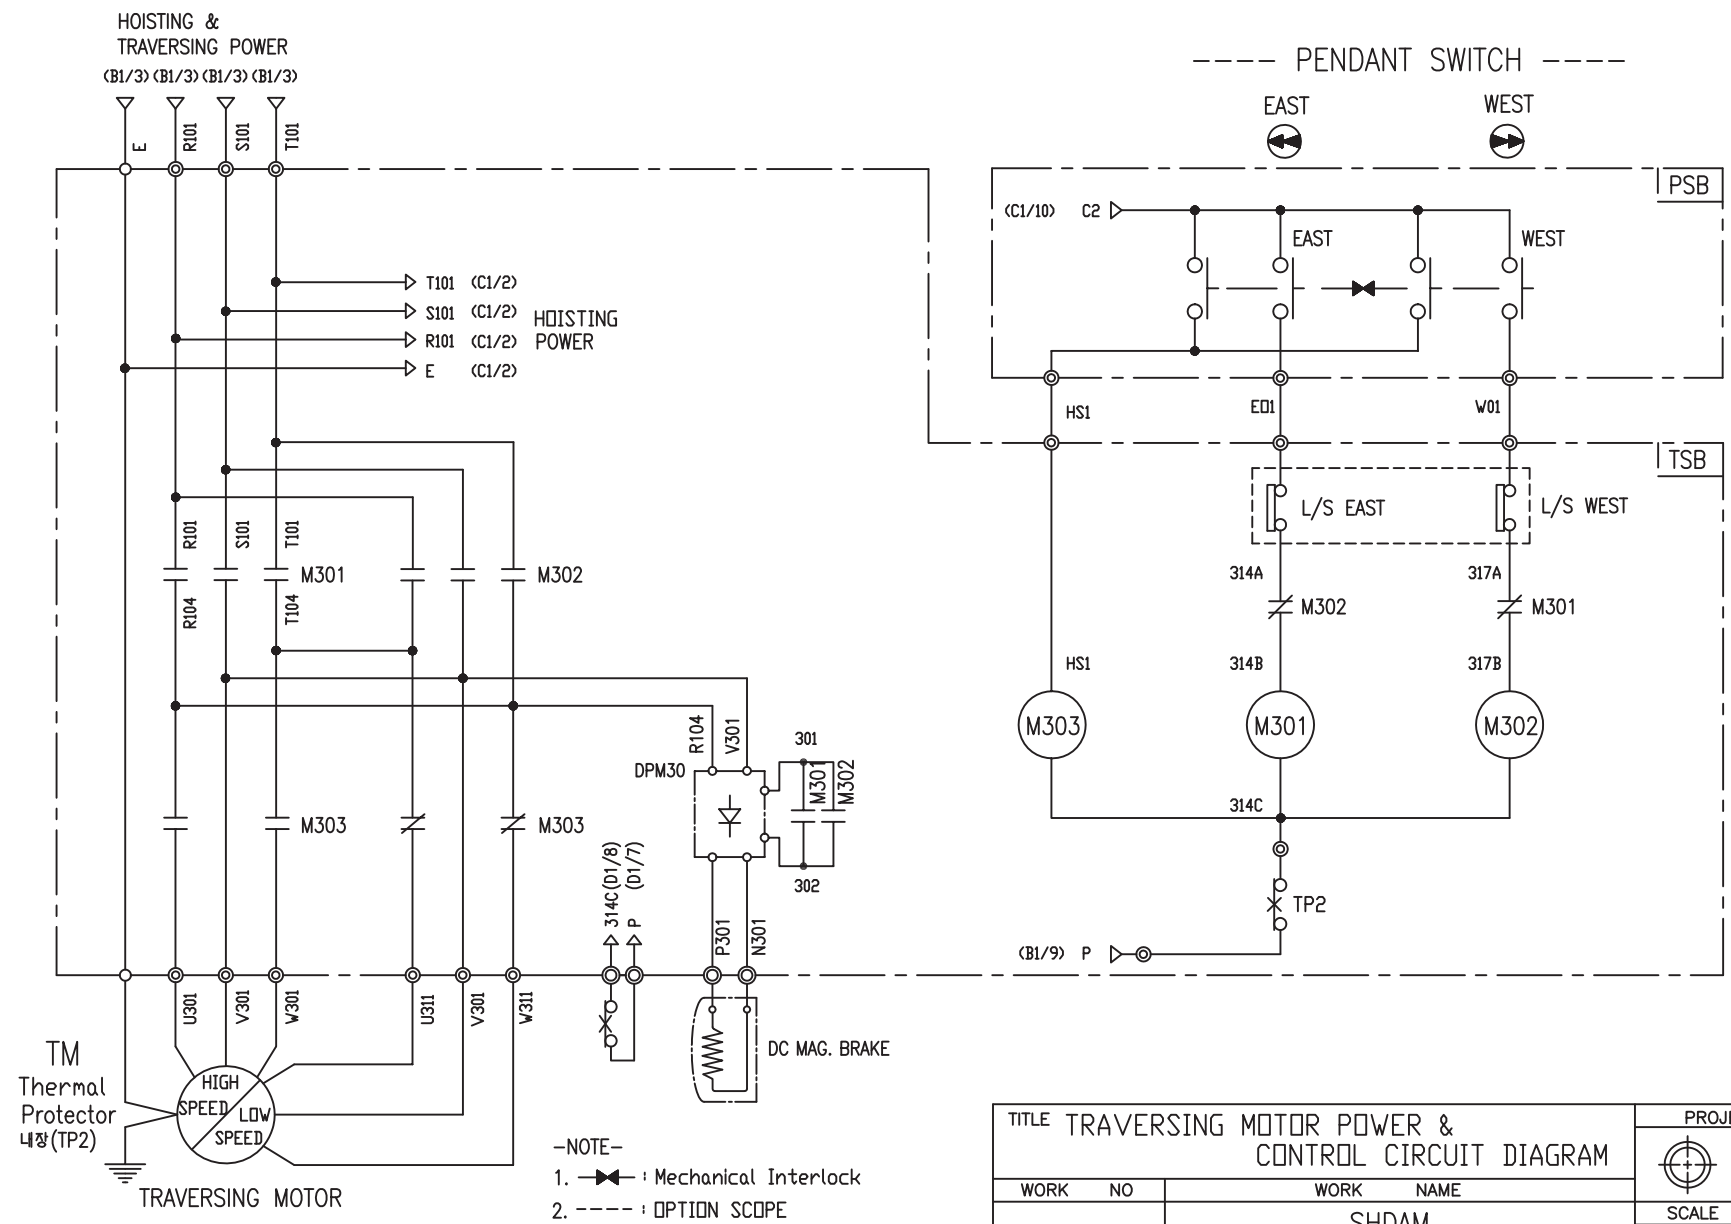 HOISTING &
TRAVERSING POWER
(B1/3) (B1/3) (B1/3) (B1/3)
E R101 S101 T101
T101 (C1/2)
S101 (C1/2)
HOISTING
R101 (C1/2)
POWER
E (C1/2)
R101 S101 T101
M301 M302
R104 T104
R104 V301
DPM30
301
M301 M302
302
M303 M303
314C (D1/8)
P (D1/7)
P301 N301
U301 V301 W301 U311 V301 W311
DC MAG. BRAKE
TM
Thermal
Protector
내장(TP2)
HIGH
SPEED
LOW
SPEED
TRAVERSING MOTOR
-NOTE-
1. : Mechanical Interlock
2. ---- : OPTION SCOPE
---- PENDANT SWITCH ----
EAST WEST
PSB
(C1/10) C2
EAST WEST
HS1 E01 W01
TSB
L/S EAST L/S WEST
314A 317A
M302 M301
HS1 314B 317B
M303 M301 M302
314C
TP2
(B1/9) P
TITLE TRAVERSING MOTOR POWER &
CONTROL CIRCUIT DIAGRAM
PROJE
WORK NO WORK NAME
SCALE
SHDAM